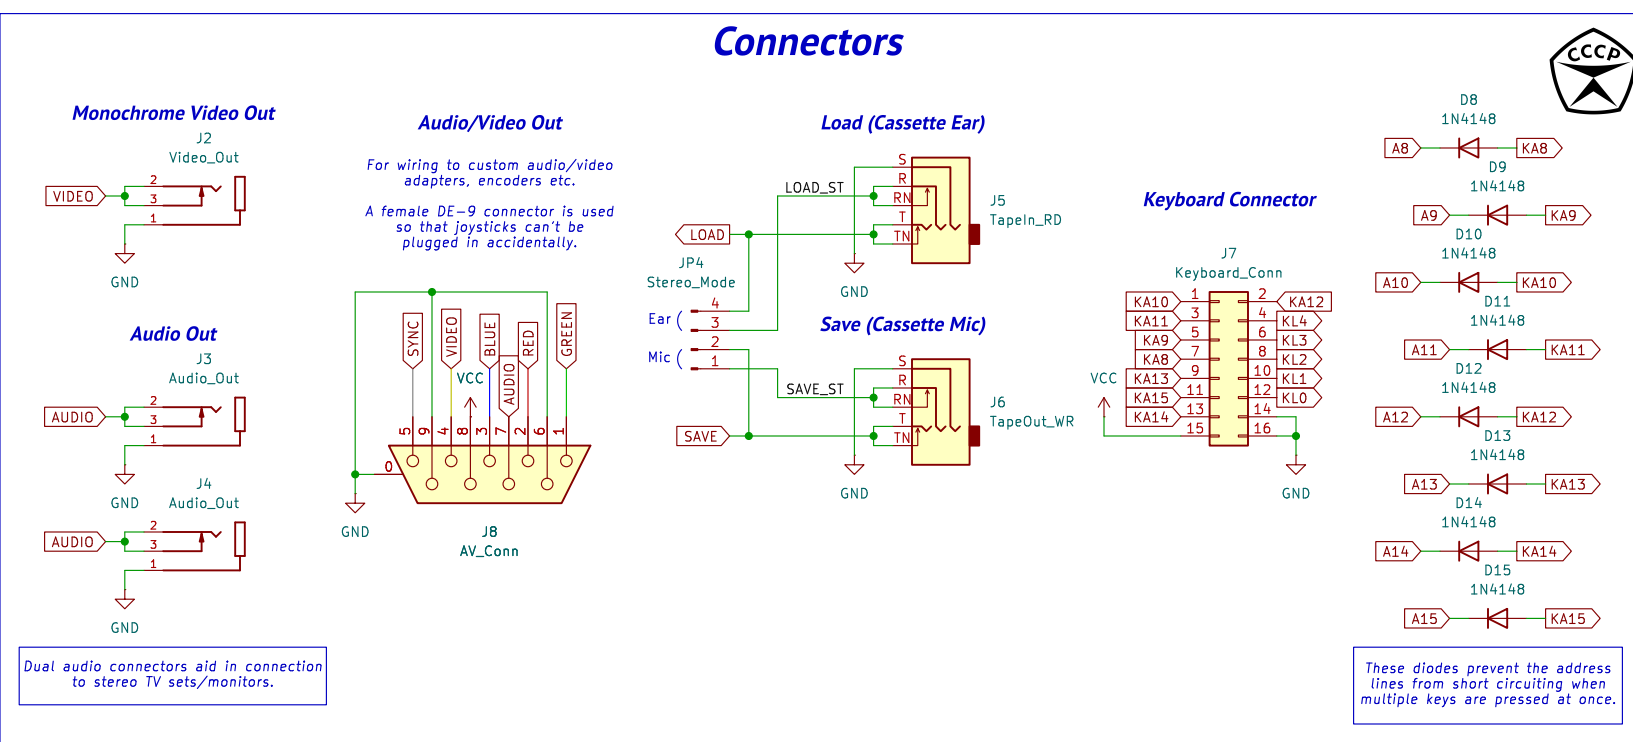 Connectors
CCCP
Monochrome Video Out
J2
Video_Out
VIDEO
2
3
1
GND
Audio Out
J3
Audio_Out
AUDIO
2
3
1
GND
J4
Audio_Out
AUDIO
2
3
1
GND
Dual audio connectors aid in connection
to stereo TV sets/monitors.
Audio/Video Out
For wiring to custom audio/video
adapters, encoders etc.
A female DE-9 connector is used
so that joysticks can't be
plugged in accidentally.
SYNC
VIDEO
BLUE
RED
GREEN
VCC
AUDIO
5
9
4
8
3
7
2
6
1
0
GND
J8
AV_Conn
Load (Cassette Ear)
S
R
RN
T
TN
LOAD_ST
LOAD
J5
TapeIn_RD
GND
JP4
Stereo_Mode
Ear (
4
3
Mic (
2
1
Save (Cassette Mic)
S
R
RN
T
TN
SAVE_ST
SAVE
J6
TapeOut_WR
GND
Keyboard Connector
J7
Keyboard_Conn
KA10 1 2 KA12
KA11 3 4 KL4
KA9 5 6 KL3
KA8 7 8 KL2
KA13 9 10 KL1
KA15 11 12 KL0
KA14 13 14
15 16
VCC
GND
D8
1N4148
A8 KA8
D9
1N4148
A9 KA9
D10
1N4148
A10 KA10
D11
1N4148
A11 KA11
D12
1N4148
A12 KA12
D13
1N4148
A13 KA13
D14
1N4148
A14 KA14
D15
1N4148
A15 KA15
These diodes prevent the address
lines from short circuiting when
multiple keys are pressed at once.